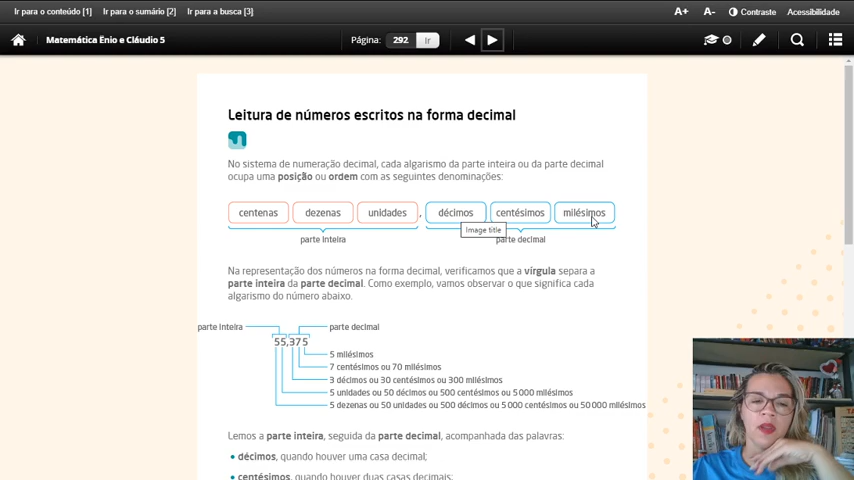 Ir para o conteúdo [1] Ir para o sumário [2] Ir para a busca [3] A+ A- Contraste Acessibilidade
Matemática Enio e Cláudio 5 Página: 292 Ir
Leitura de números escritos na forma decimal
No sistema de numeração decimal, cada algarismo da parte inteira ou da parte decimal
ocupa uma posição ou ordem com as seguintes denominações:
centenas dezenas unidades , décimos centésimos milésimos
Image title
parte inteira parte decimal
Na representação dos números na forma decimal, verificamos que a vírgula separa a
parte inteira da parte decimal. Como exemplo, vamos observar o que significa cada
algarismo do número abaixo.
parte inteira parte decimal
55,375
5 milésimos
7 centésimos ou 70 milésimos
3 décimos ou 30 centésimos ou 300 milésimos
5 unidades ou 50 décimos ou 500 centésimos ou 5000 milésimos
5 dezenas ou 50 unidades ou 500 décimos ou 5000 centésimos ou 50000 milésimos
Lemos a parte inteira, seguida da parte decimal, acompanhada das palavras:
• décimos, quando houver uma casa decimal;
• centésimos, quando houver duas casas decimais;